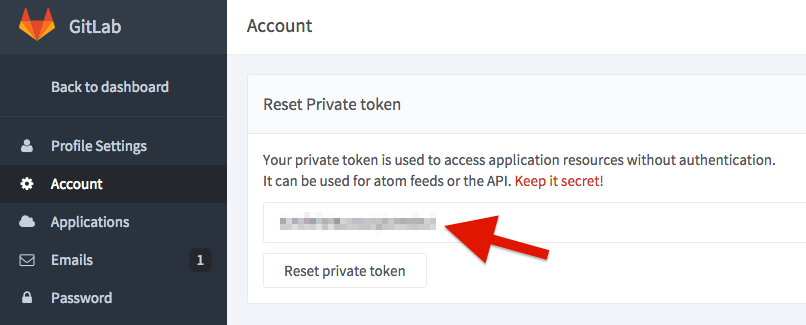 GitLab
Account
Back to dashboard
Reset Private token
Profile Settings
Your private token is used to access application resources without authentication.
It can be used for atom feeds or the API. Keep it secret!
Account
Applications
Emails 1
Reset private token
Password